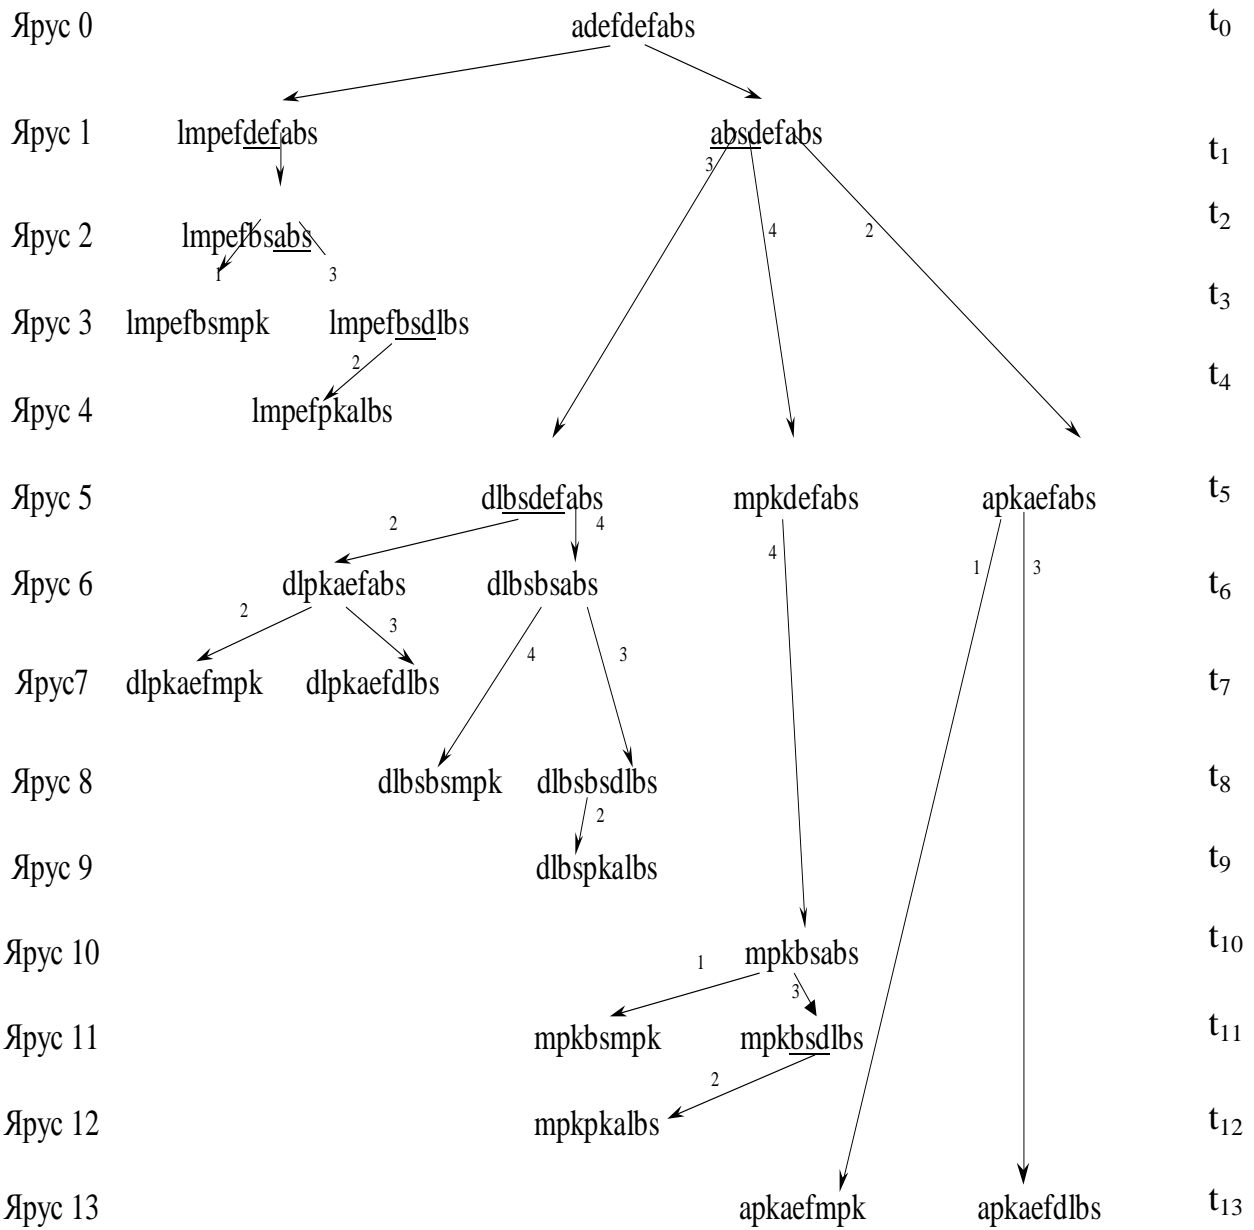 Ярус 0 adefdefabs t0
Ярус 1 lmpefdefabs absdefabs t1
3
Ярус 2 lmpefbsabs 4 2 t2
1 3
Ярус 3 lmpefbsmpk lmpefbsdlbs t3
2
Ярус 4 lmpefpkalbs t4
Ярус 5 dlbsdefabs mpkdefabs apkaefabs t5
2 4 4 1 3
Ярус 6 dlpkaefabs dlbsbsabs t6
2 3 4 3
Ярус7 dlpkaefmpk dlpkaefdlbs t7
Ярус 8 dlbsbsmpk dlbsbsdlbs t8
2
Ярус 9 dlbspkalbs t9
Ярус 10 mpkbsabs t10
1 3
Ярус 11 mpkbsmpk mpkbsdlbs t11
2
Ярус 12 mpkpkalbs t12
Ярус 13 apkaefmpk apkaefdlbs t13